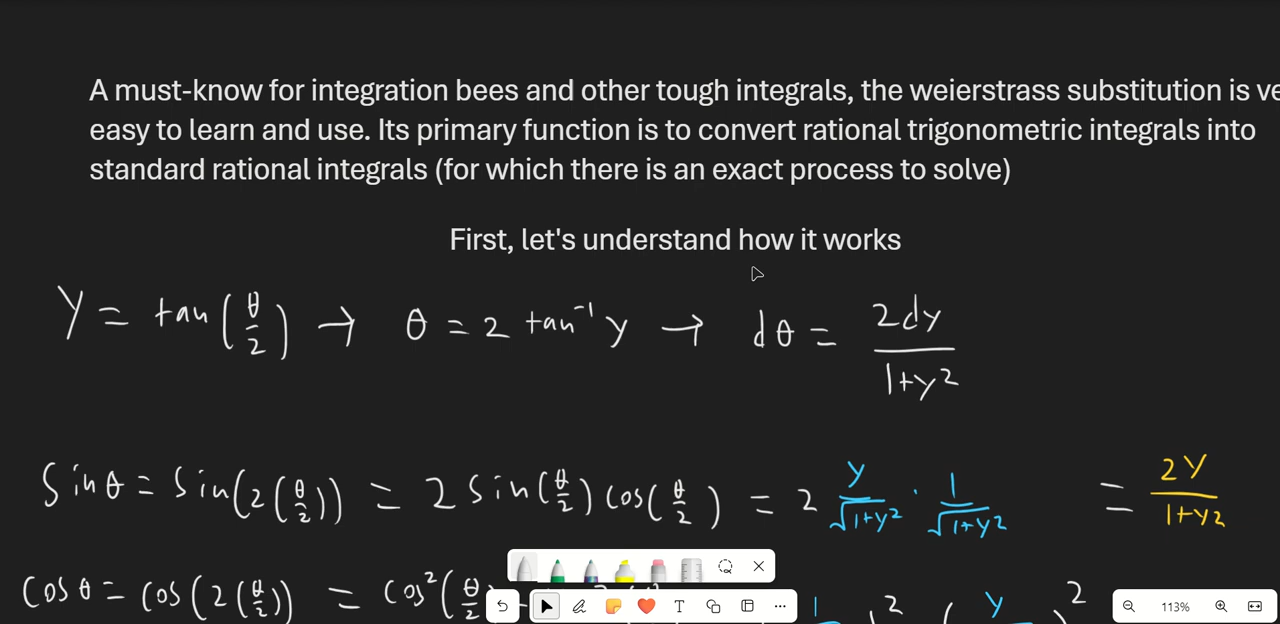 A must-know for integration bees and other tough integrals, the weierstrass substitution is ve
easy to learn and use. Its primary function is to convert rational trigonometric integrals into
standard rational integrals (for which there is an exact process to solve)
First, let's understand how it works
y = tan(θ/2) → θ = 2 tan⁻¹ y → dθ = 2dy/(1+y²)
Sinθ = Sin(2(θ/2)) = 2 Sin(θ/2) cos(θ/2) = 2 y/√(1+y²) · 1/√(1+y²) = 2y/(1+y²)
Cosθ = Cos(2(θ/2)) = Cos²(θ/2)
113%